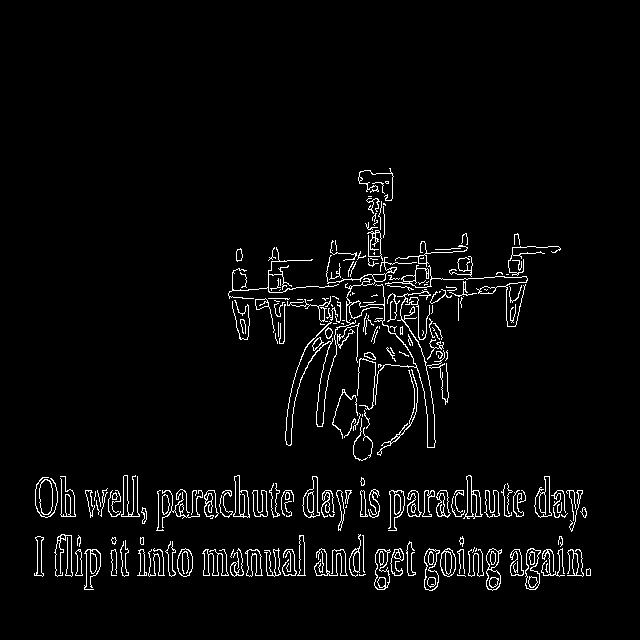 Oh well, parachute day is parachute day.
I flip it into manual and get going again.